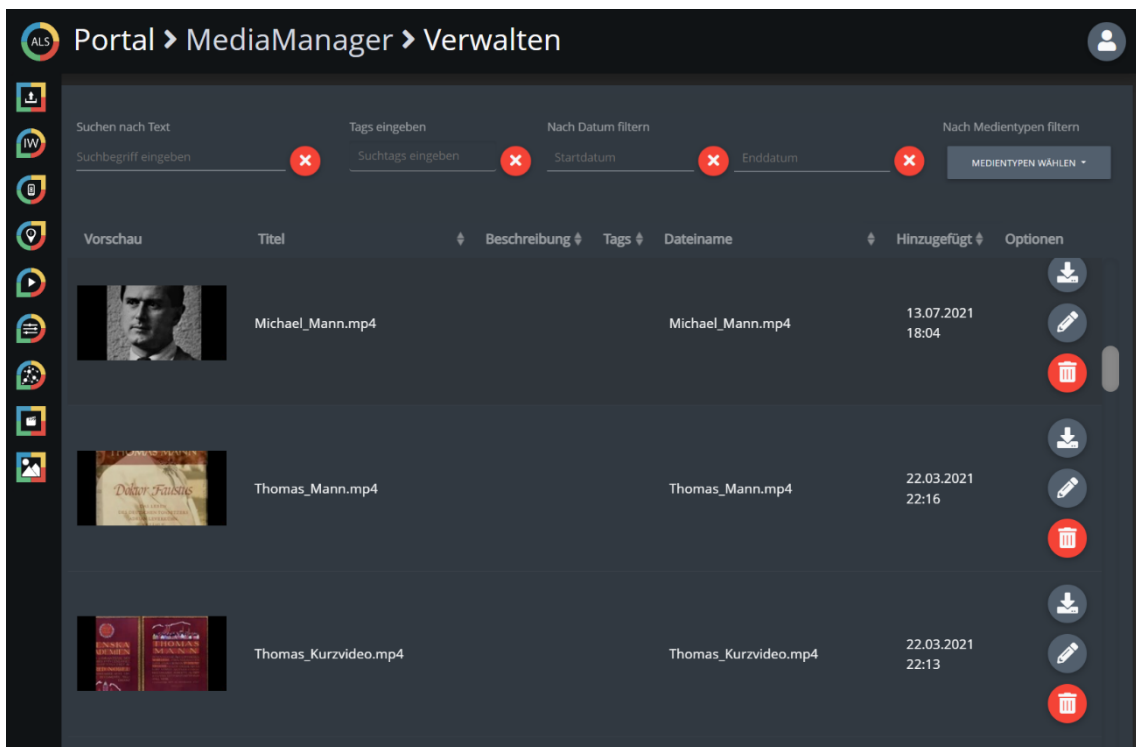 ALS Portal > MediaManager > Verwalten
IW
Suchen nach Text Tags eingeben Nach Datum filtern Nach Medientypen filtern
Suchbegriff eingeben Suchtags eingeben Startdatum Enddatum MEDIENTYPEN WÄHLEN
Vorschau Titel Beschreibung Tags Dateiname Hinzugefügt Optionen
Michael_Mann.mp4 Michael_Mann.mp4 13.07.2021
18:04
THOMAS MANN
Doktor Faustus
Thomas_Mann.mp4 Thomas_Mann.mp4 22.03.2021
22:16
THOMAS
MANN
Thomas_Kurzvideo.mp4 Thomas_Kurzvideo.mp4 22.03.2021
22:13